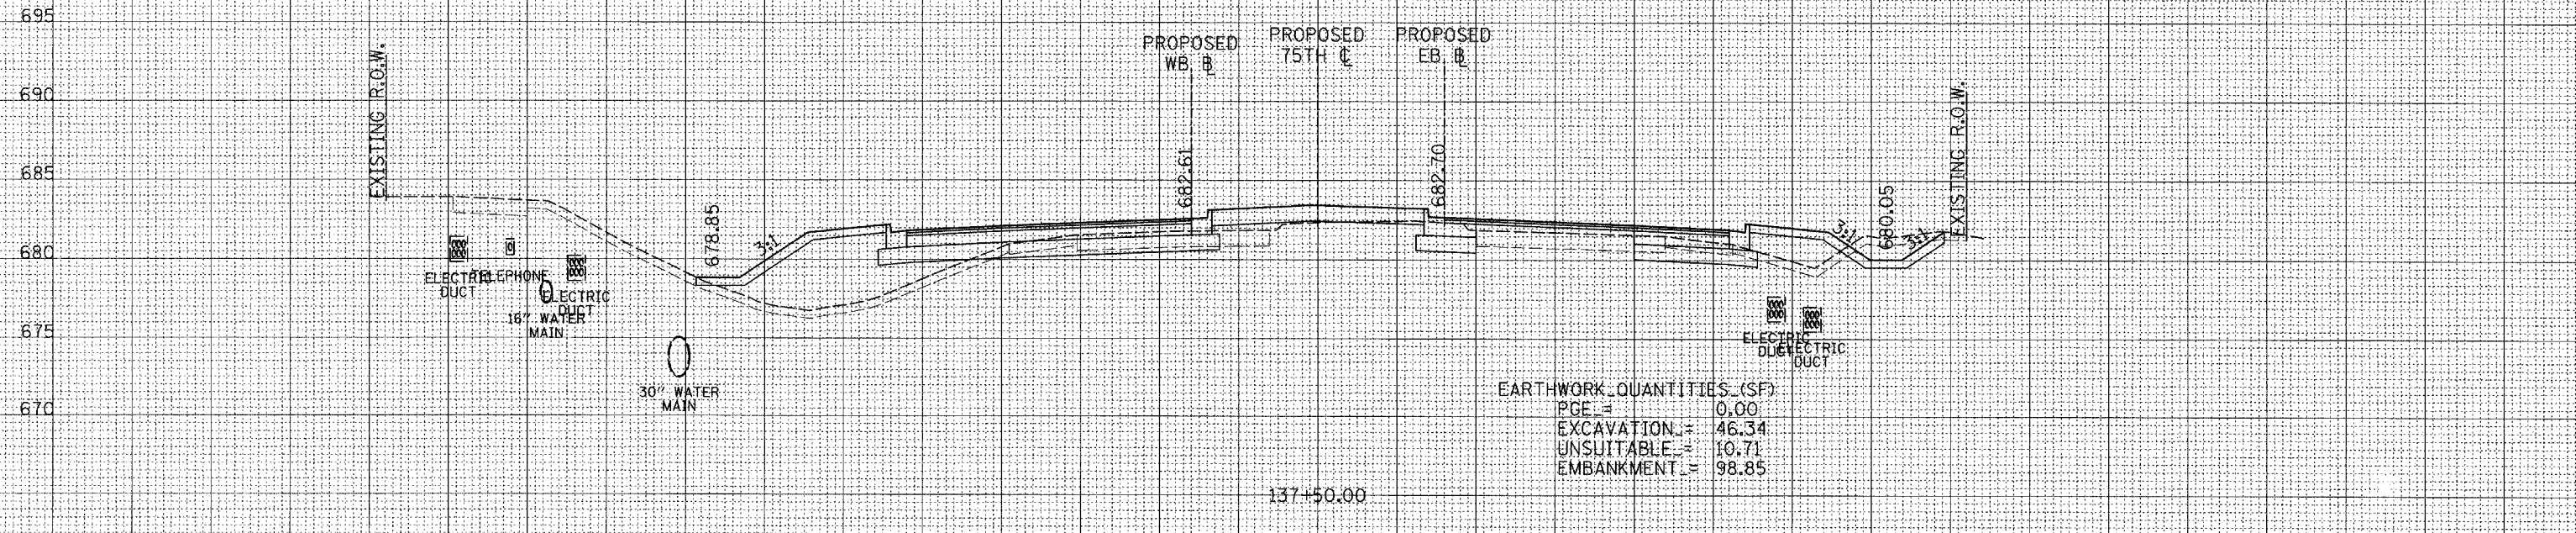 695
690
685
680
675
670
EXISTING R.O.W.
PROPOSED
WB ⅊
PROPOSED
75TH ℄
PROPOSED
EB ⅊
EXISTING R.O.W.
678.85
3:1
682.61
682.70
3:1
680.05
3:1
ELECTRIC
DUCT
TELEPHONE
ELECTRIC
DUCT
16" WATER
MAIN
30" WATER
MAIN
ELECTRIC
DUCT
ELECTRIC
DUCT
EARTHWORK QUANTITIES (SF)
PGE = 0.00
EXCAVATION = 46.34
UNSUITABLE = 10.71
EMBANKMENT = 98.85
137+50.00